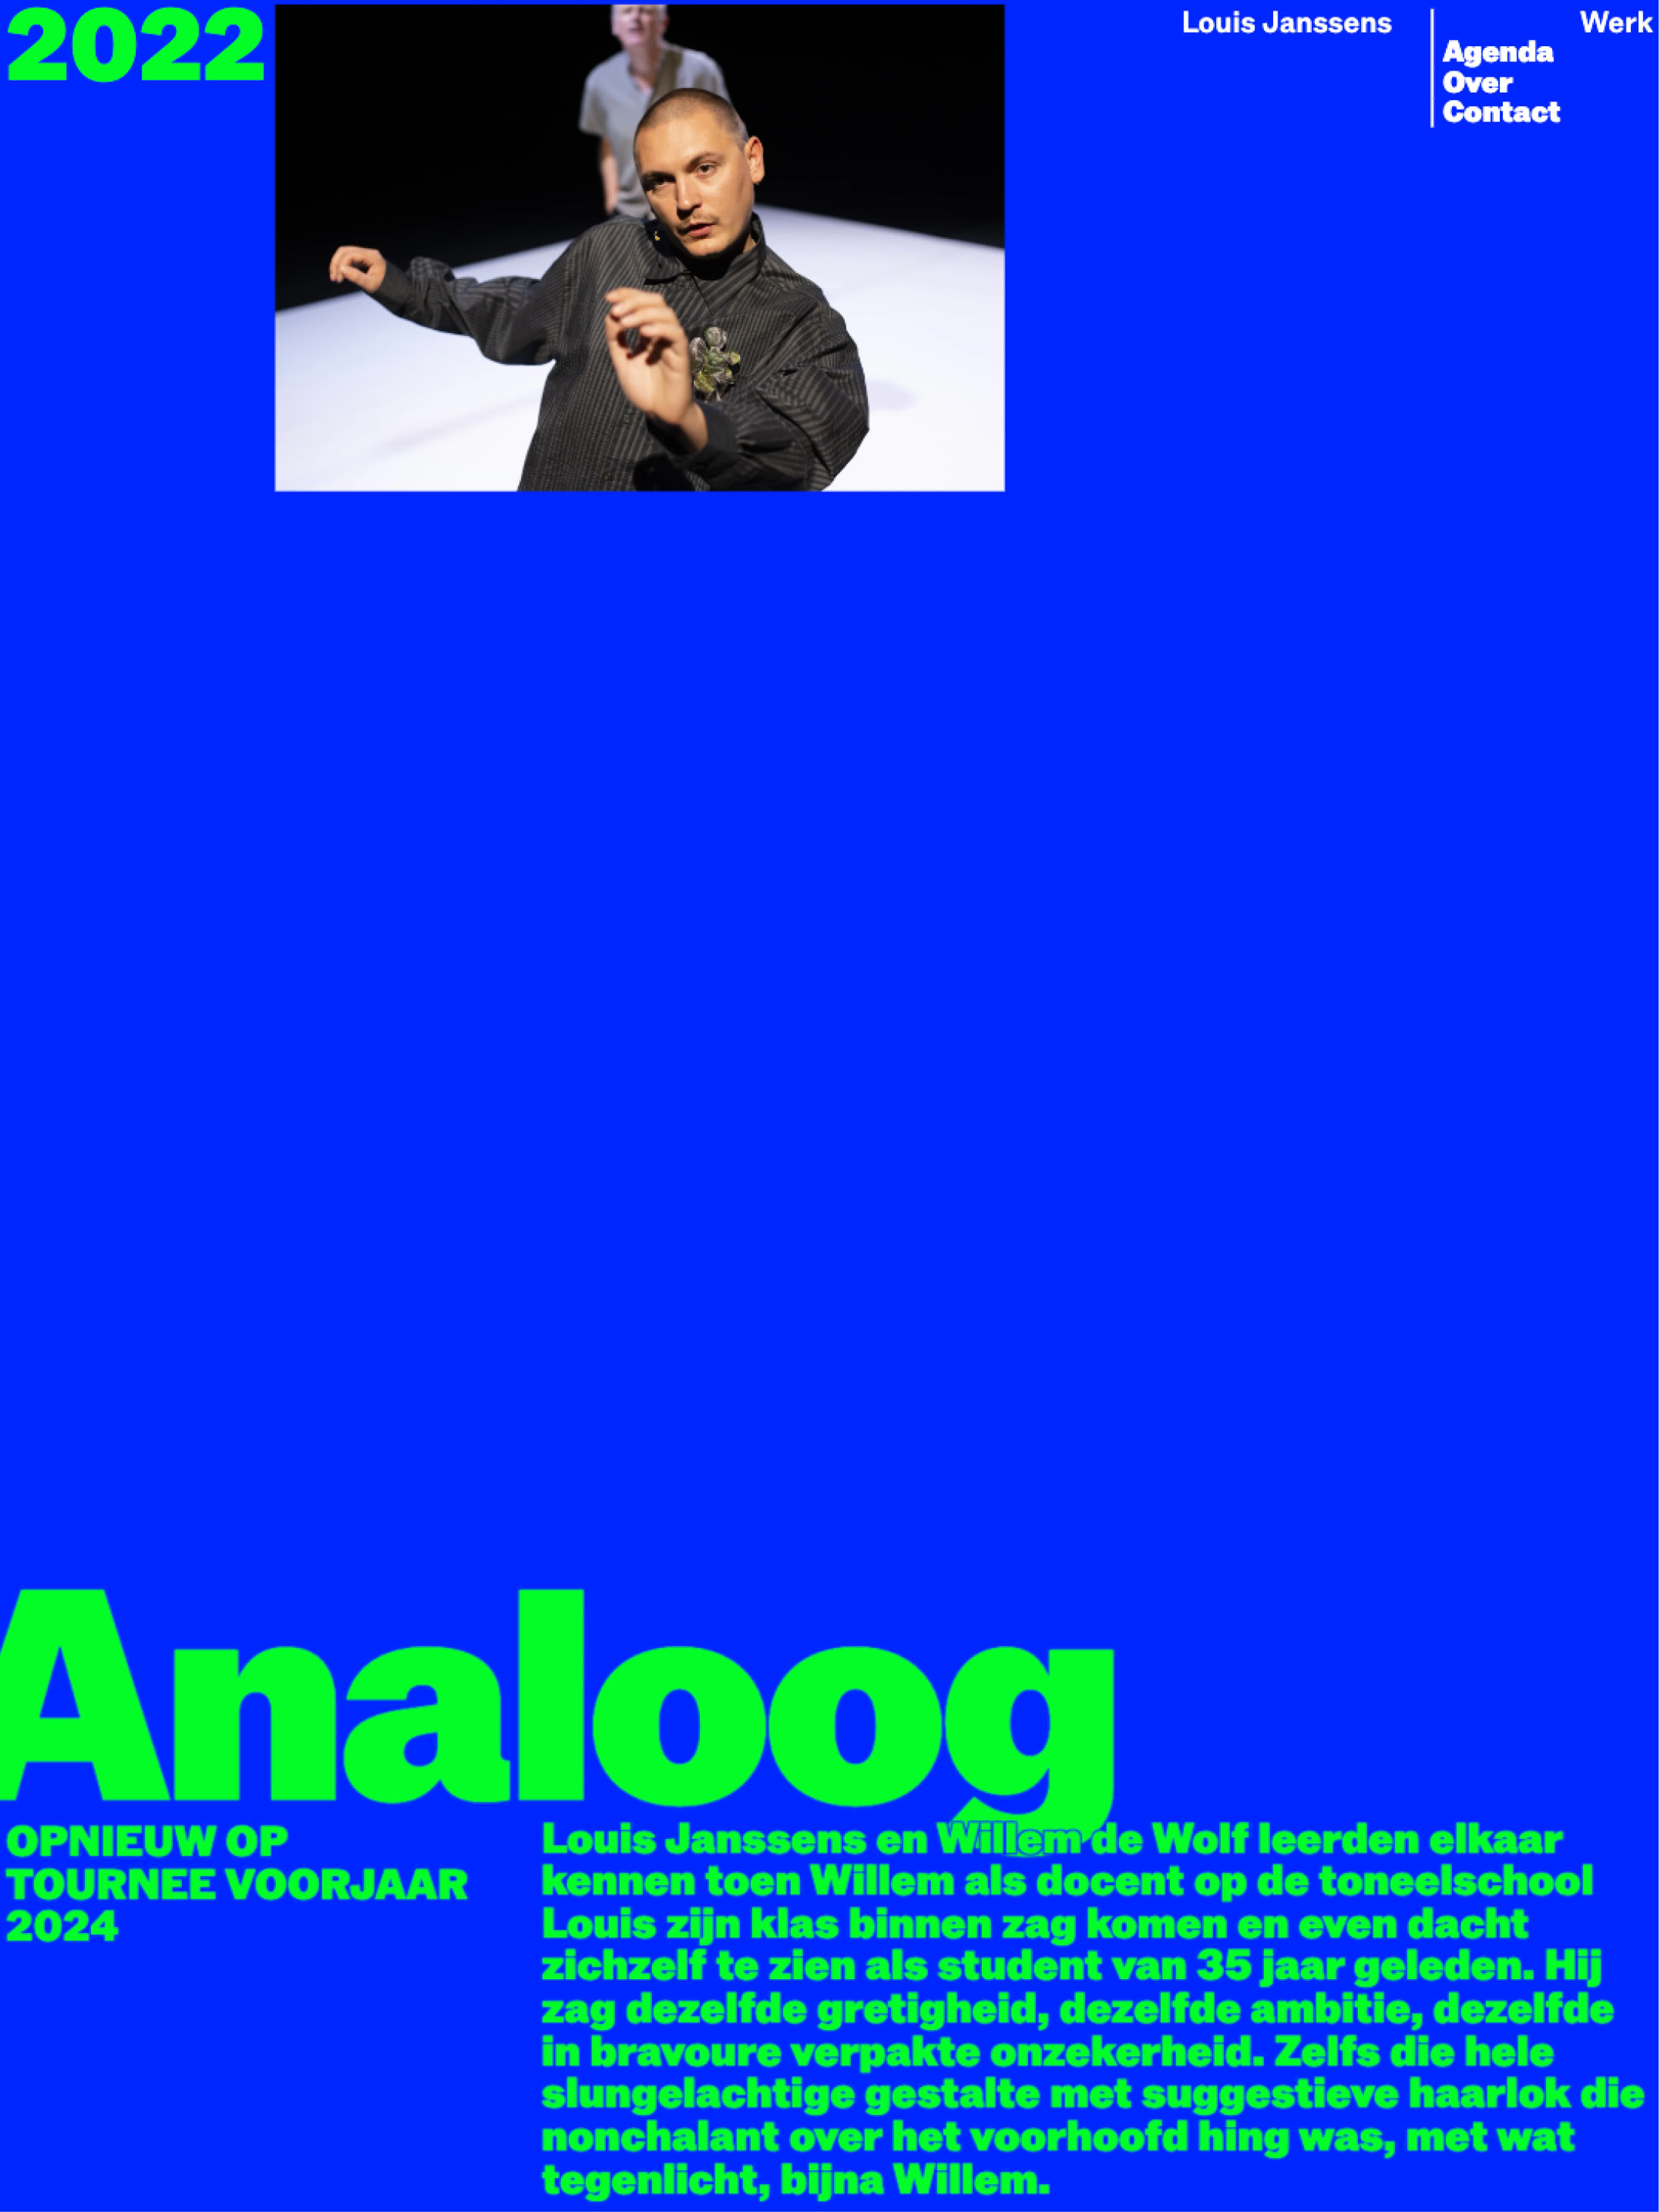 2022
Louis Janssens
Werk
Agenda
Over
Contact
Analoog
OPNIEUW OP
TOURNEE VOORJAAR
2024
Louis Janssens en Willem de Wolf leerden elkaar
kennen toen Willem als docent op de toneelschool
Louis zijn klas binnen zag komen en even dacht
zichzelf te zien als student van 35 jaar geleden. Hij
zag dezelfde gretigheid, dezelfde ambitie, dezelfde
in bravoure verpakte onzekerheid. Zelfs die hele
slungelachtige gestalte met suggestieve haarlok die
nonchalant over het voorhoofd hing was, met wat
tegenlicht, bijna Willem.